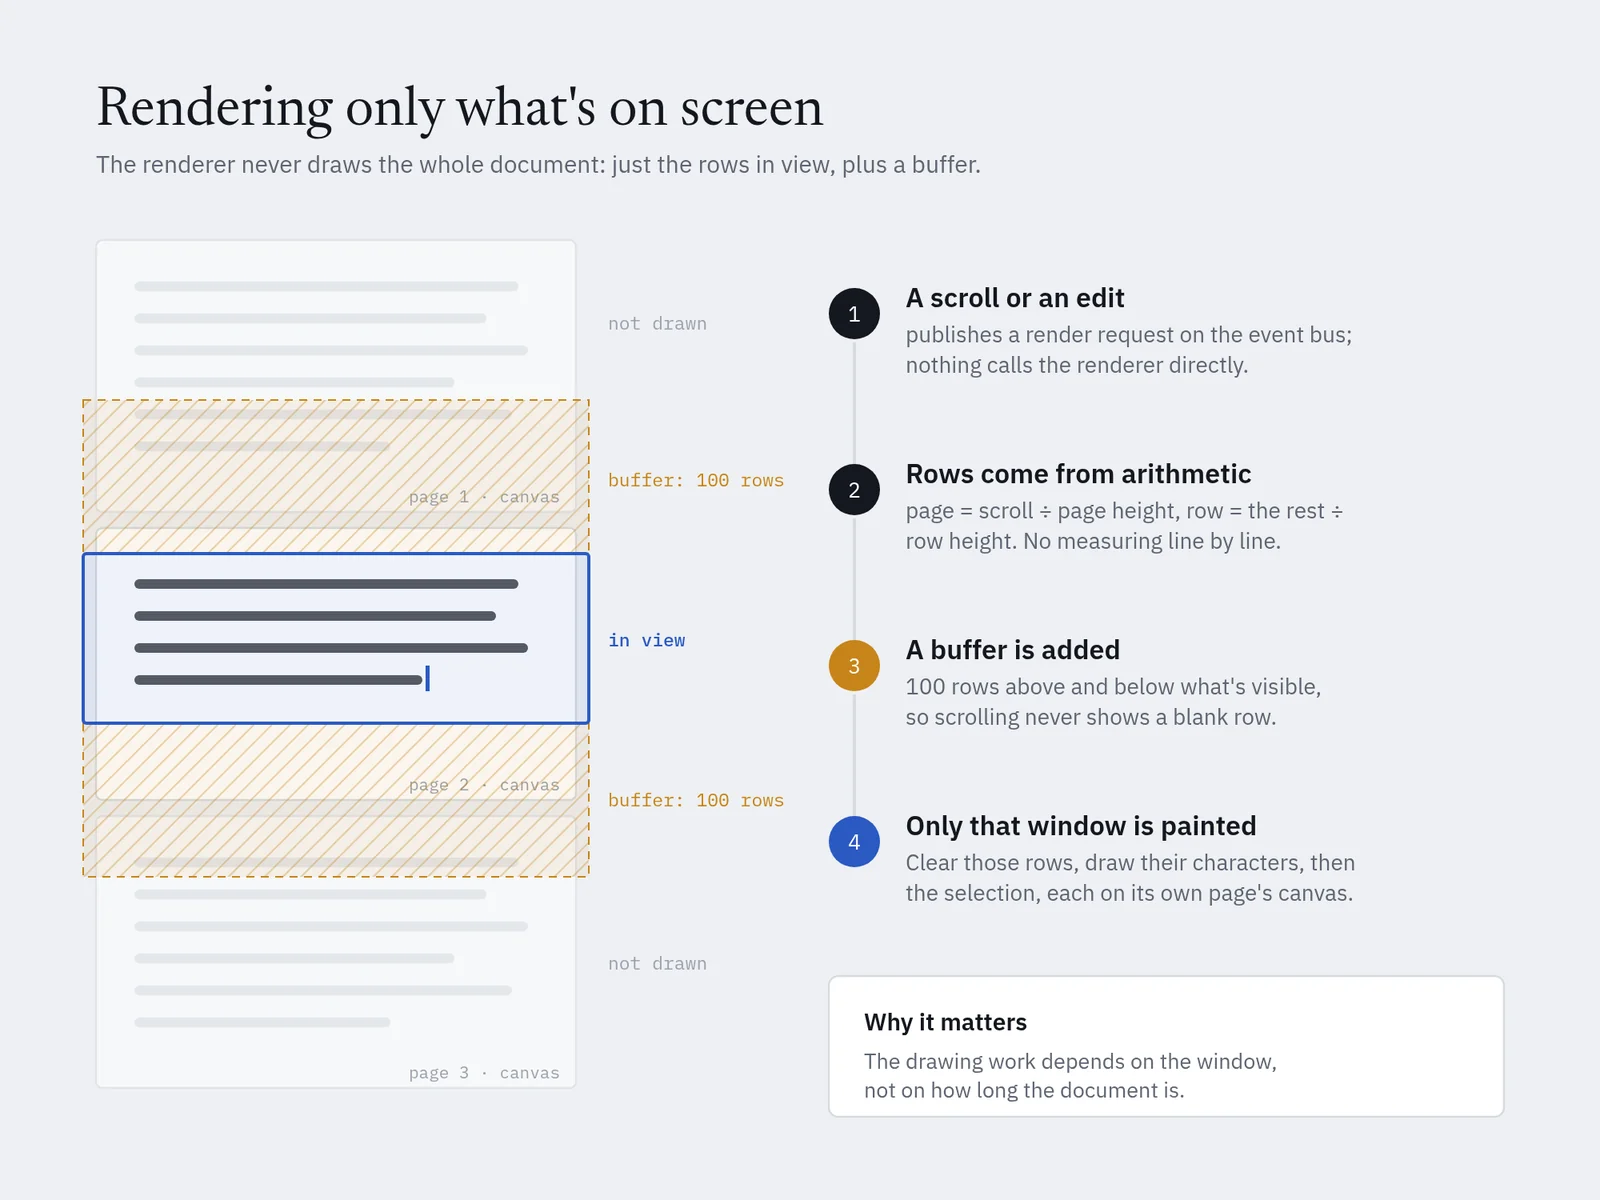 Rendering only what's on screen
The renderer never draws the whole document: just the rows in view, plus a buffer.
not drawn
buffer: 100 rows
page 1 · canvas
in view
page 2 · canvas
buffer: 100 rows
not drawn
page 3 · canvas
1
A scroll or an edit
publishes a render request on the event bus;
nothing calls the renderer directly.
2
Rows come from arithmetic
page = scroll ÷ page height, row = the rest ÷
row height. No measuring line by line.
3
A buffer is added
100 rows above and below what's visible,
so scrolling never shows a blank row.
4
Only that window is painted
Clear those rows, draw their characters, then
the selection, each on its own page's canvas.
Why it matters
The drawing work depends on the window,
not on how long the document is.